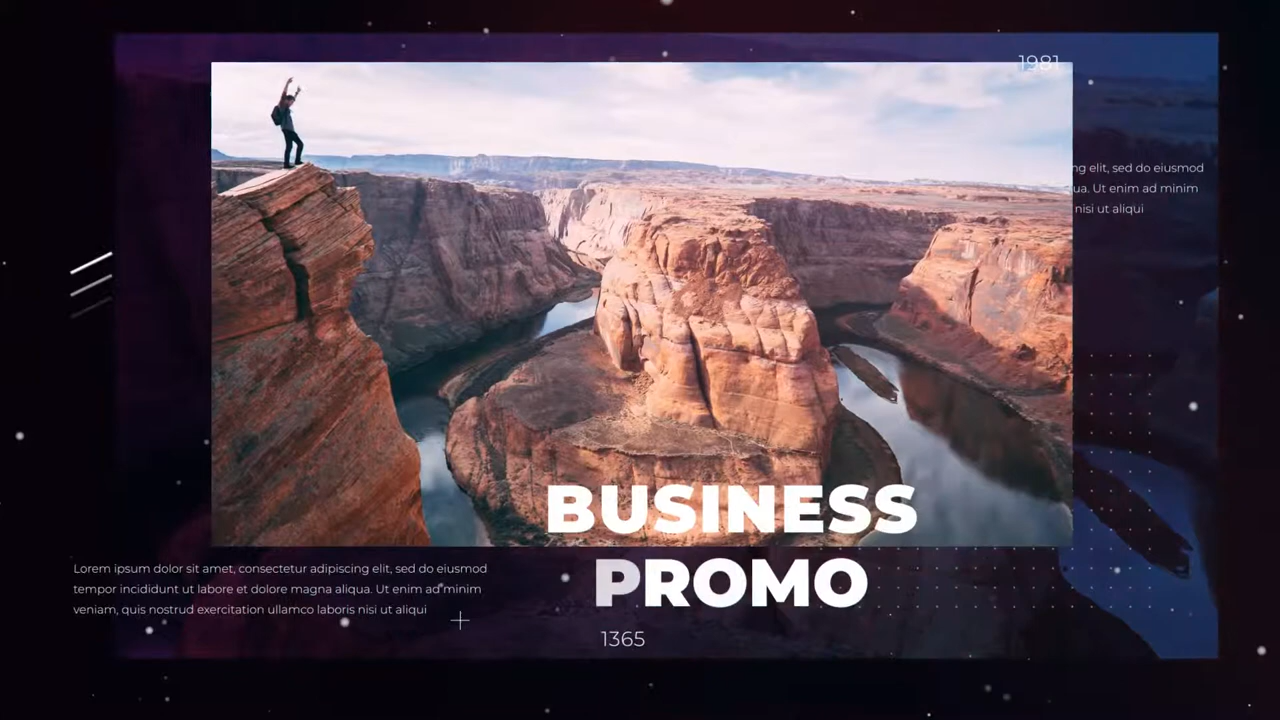 1981
ng elit, sed do eiusmod
ua. Ut enim ad minim
nisi ut aliqui
BUSINESS
PROMO
Lorem ipsum dolor sit amet, consectetur adipiscing elit, sed do eiusmod
tempor incididunt ut labore et dolore magna aliqua. Ut enim ad minim
veniam, quis nostrud exercitation ullamco laboris nisi ut aliqui
1365